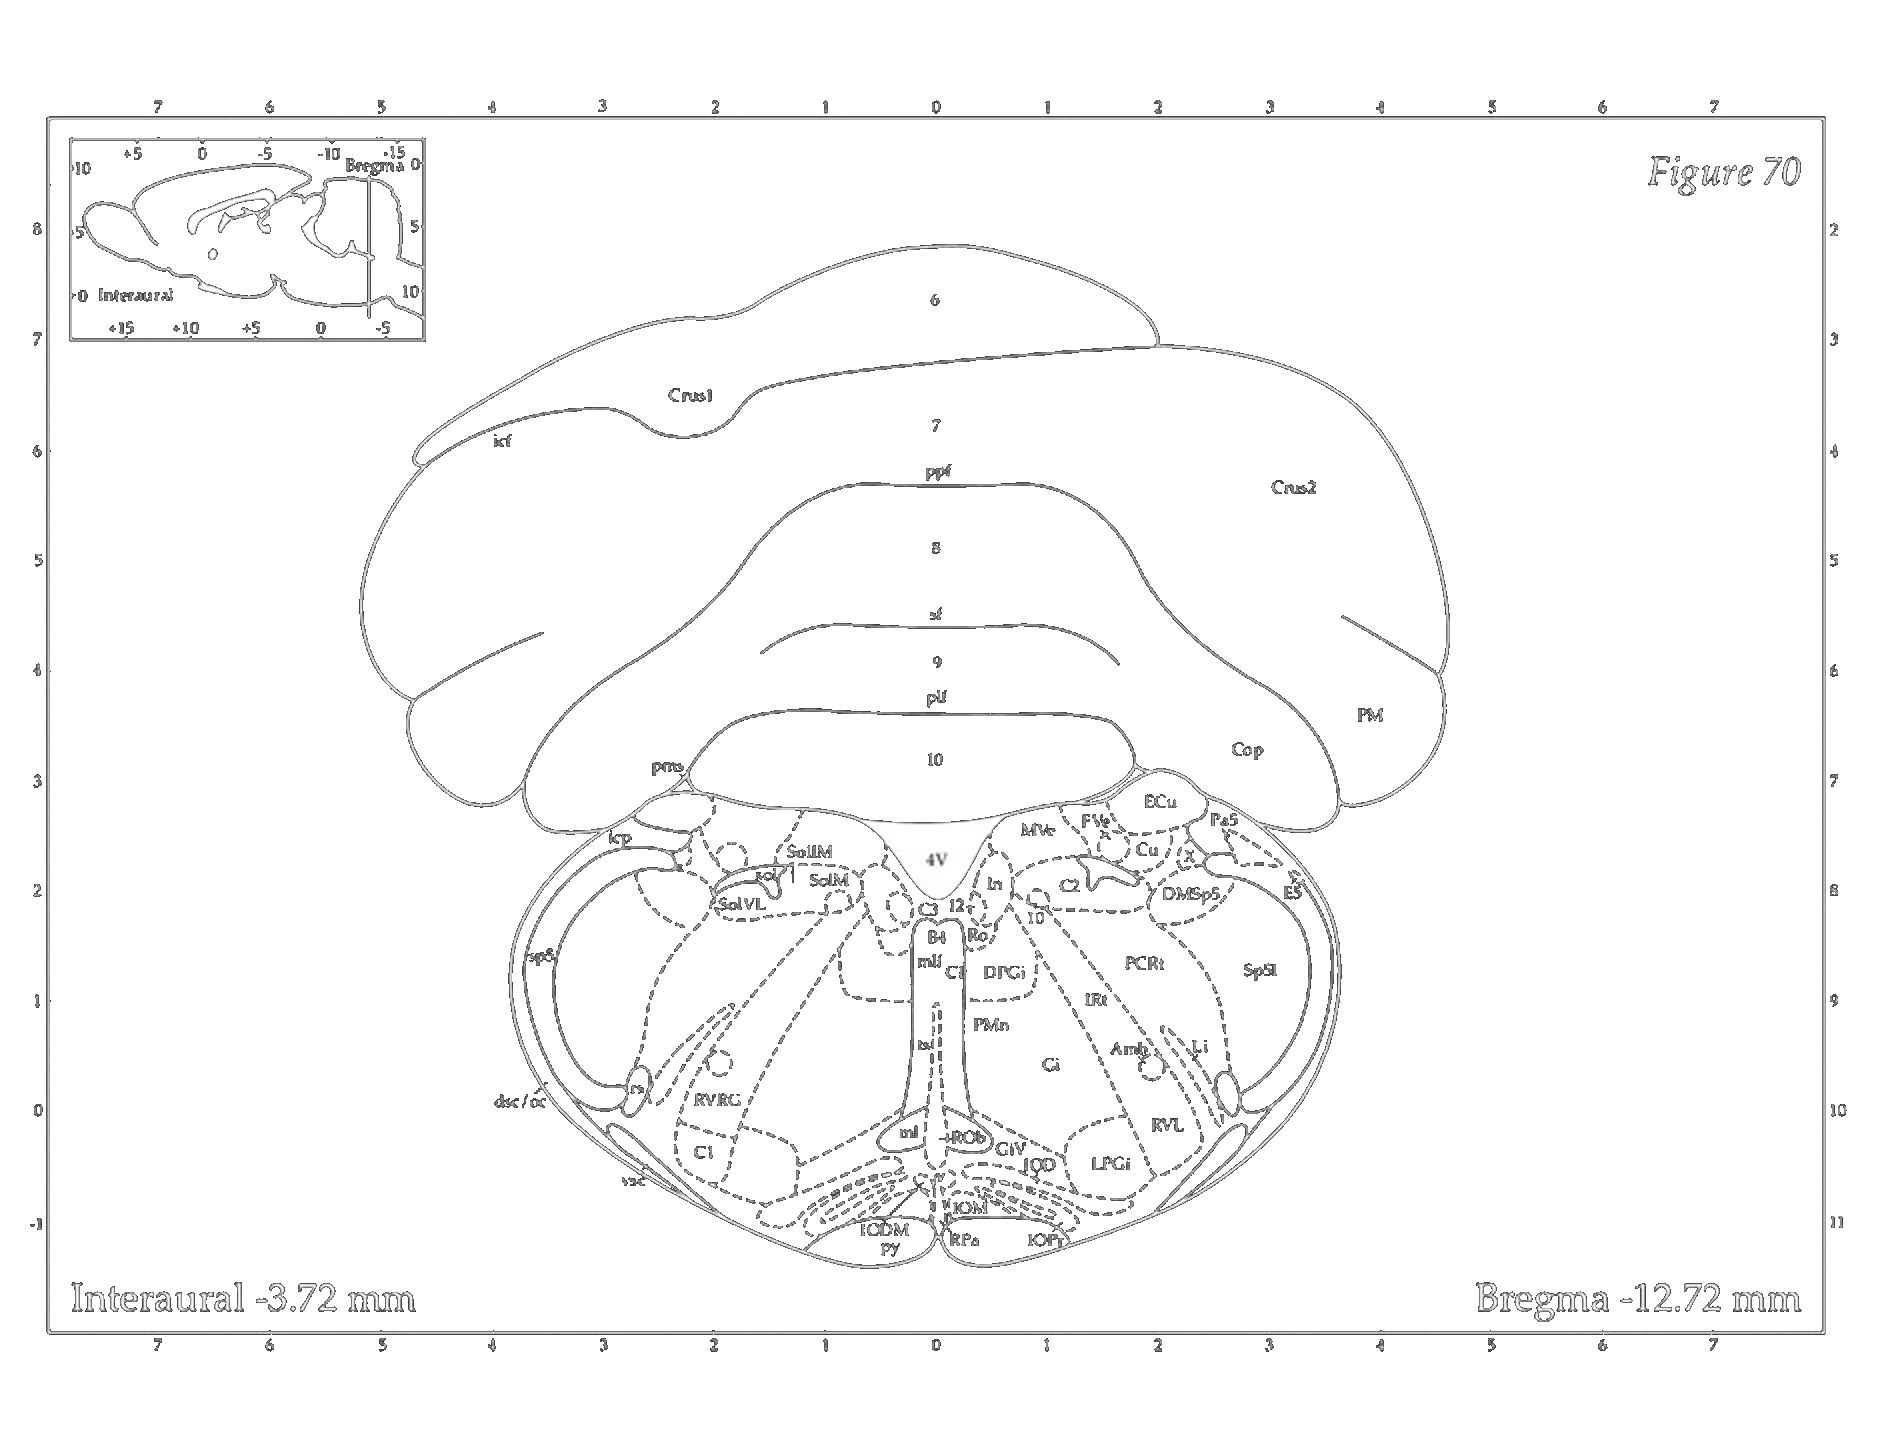 7 6 5 4 3 2 1 0 1 2 3 4 5 6 7
+5 0 -5 -10 -15
Bregma 0
10
5 5
0 Interaural 10
+15 +10 +5 0 -5
Figure 70
8 2
7 3
6 4
5 5
4 6
3 7
2 8
1 9
0 10
-1 11
6
Crus1
icf
7
ppf
Crus2
8
sf
9
plf
PM
Cop
10
pms
ECu
icp
MVe
FVe
Pa5
x
Cu
X
4V
SolIM
sol
SolM
In
C2
SolVL
DMSp5
E5
C3
12
10
B4
Ro
sp5
mlf
C1
DPGi
PCRt
Sp5I
IRt
PMn
ts
Gi
Amb
Li
rs
RVRG
dsc/oc
ml
ROb
RVL
C1
GiV
IOD
LPGi
vsc
IOM
IODM
py
RPa
IOPr
Interaural -3.72 mm
Bregma -12.72 mm
7 6 5 4 3 2 1 0 1 2 3 4 5 6 7